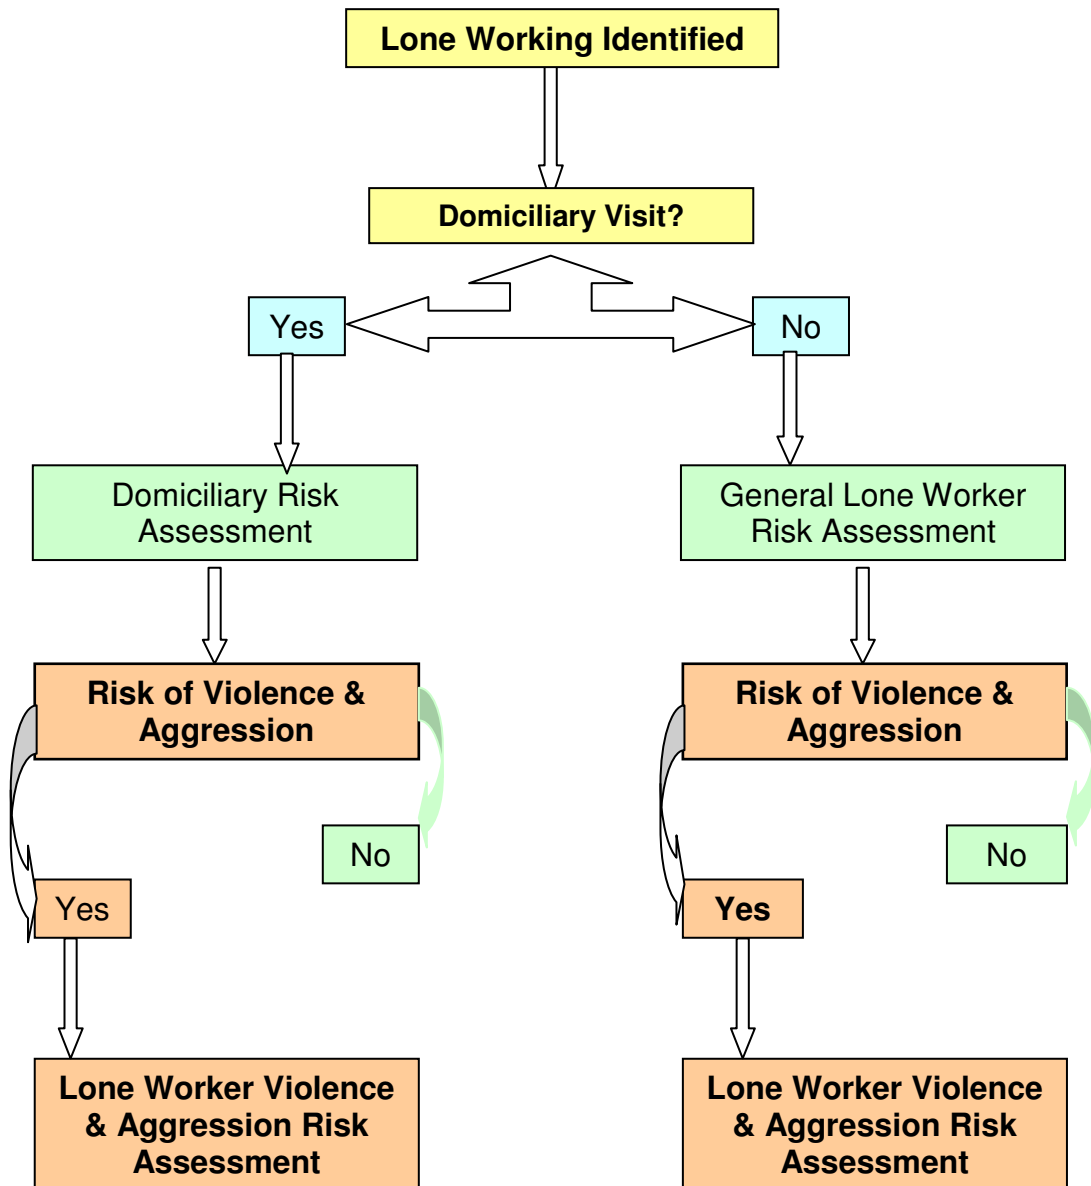 Lone Working Identified
Domiciliary Visit?
Yes
No
Domiciliary Risk
Assessment
General Lone Worker
Risk Assessment
Risk of Violence &
Aggression
Risk of Violence &
Aggression
No
No
Yes
Yes
Lone Worker Violence
& Aggression Risk
Assessment
Lone Worker Violence
& Aggression Risk
Assessment